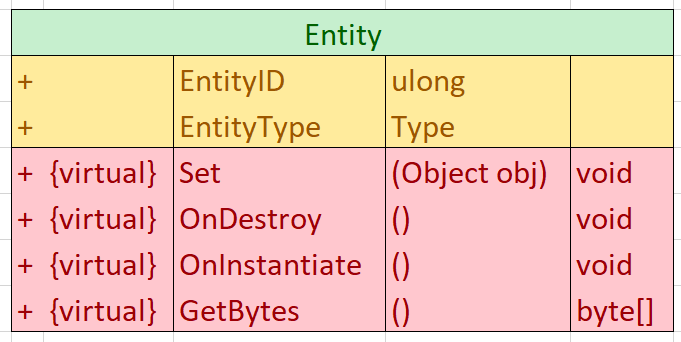 Entity
+ EntityID ulong
+ EntityType Type
+ {virtual} Set (Object obj) void
+ {virtual} OnDestroy () void
+ {virtual} OnInstantiate () void
+ {virtual} GetBytes () byte[]